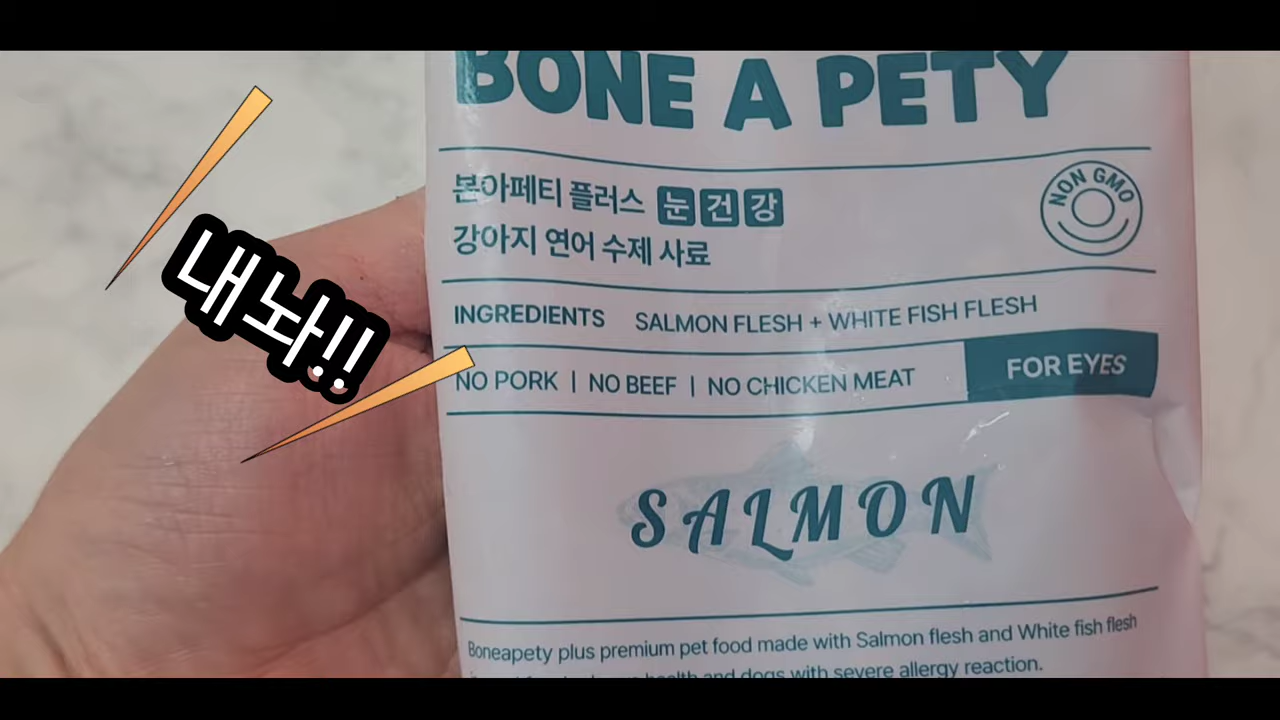 BONE A PETY
본아페티 플러스 눈건강
강아지 연어 수제 사료
NON GMO
내놔!!
INGREDIENTS SALMON FLESH + WHITE FISH FLESH
NO PORK | NO BEEF | NO CHICKEN MEAT
FOR EYES
SALMON
Boneapety plus premium pet food made with Salmon flesh and White fish flesh
health and dogs with severe allergy reaction.